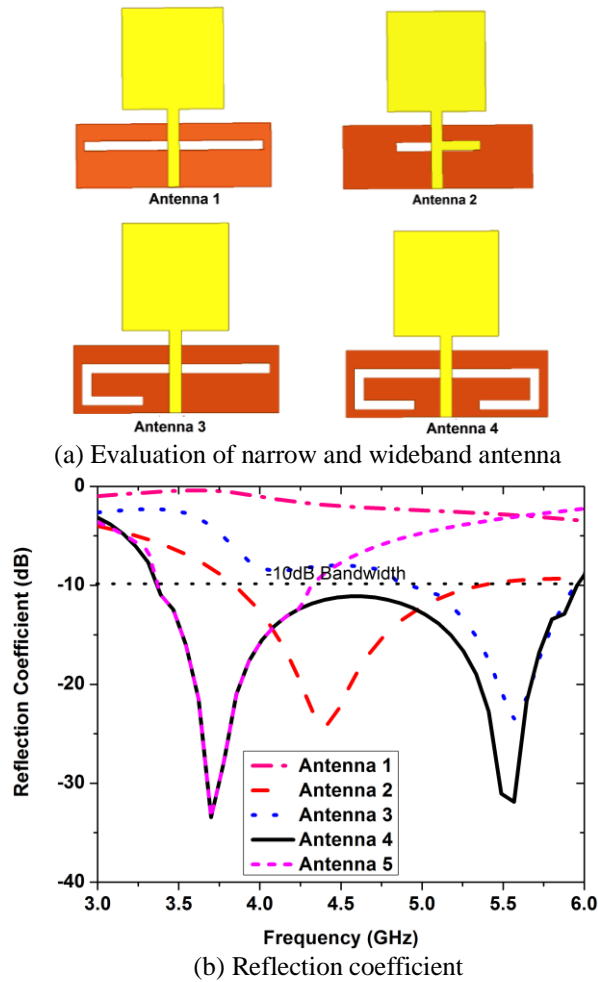 Antenna 1
Antenna 2
Antenna 3
Antenna 4
(a) Evaluation of narrow and wideband antenna
0
-10
-20
-30
-40
Reflection Coefficient (dB)
-10dB Bandwidth
Antenna 1
Antenna 2
Antenna 3
Antenna 4
Antenna 5
3.0 3.5 4.0 4.5 5.0 5.5 6.0
Frequency (GHz)
(b) Reflection coefficient